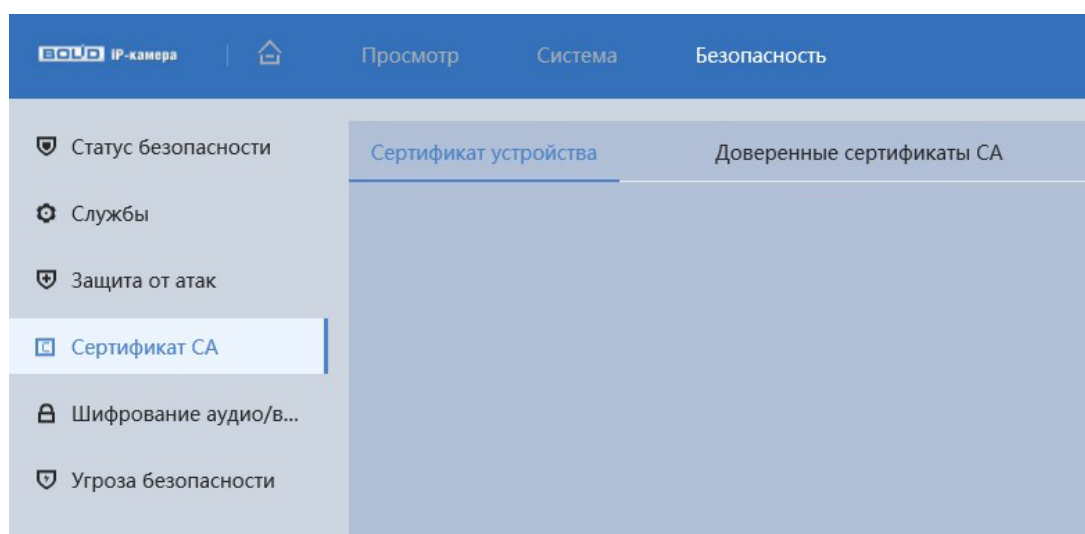 BOLID IP-камера Просмотр Система Безопасность
Статус безопасности
Сертификат устройства Доверенные сертификаты CA
Службы
Защита от атак
Сертификат CA
Шифрование аудио/в...
Угроза безопасности